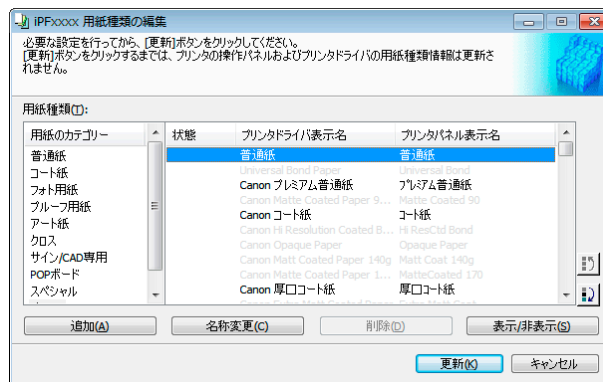 iPFxxxx 用紙種類の編集
必要な設定を行ってから、[更新]ボタンをクリックしてください。
[更新]ボタンをクリックするまでは、プリンタの操作パネルおよびプリンタドライバの用紙種類情報は更新さ
れません。
用紙種類(T):
用紙のカテゴリー 状態 プリンタドライバ表示名 プリンタパネル表示名
普通紙 普通紙 普通紙
Universal Bond Paper Universal Bond
コート紙
Canon プレミアム普通紙 プレミアム普通紙
フォト用紙
Canon Matte Coated Paper 9... Matte Coated 90
プルーフ用紙
Canon コート紙 コート紙
アート紙
Canon Hi Resolution Coated B... Hi ResCtd Bond
クロス
Canon Opaque Paper Opaque Paper
サイン/CAD専用
Canon Matt Coated Paper 140g Matt Coat 140g
POPボード
Canon Matte Coated Paper 1... MatteCoated 170
スペシャル
Canon 厚口コート紙 厚口コート紙
追加(A) 名称変更(C) 削除(D) 表示/非表示(S)
更新(K) キャンセル